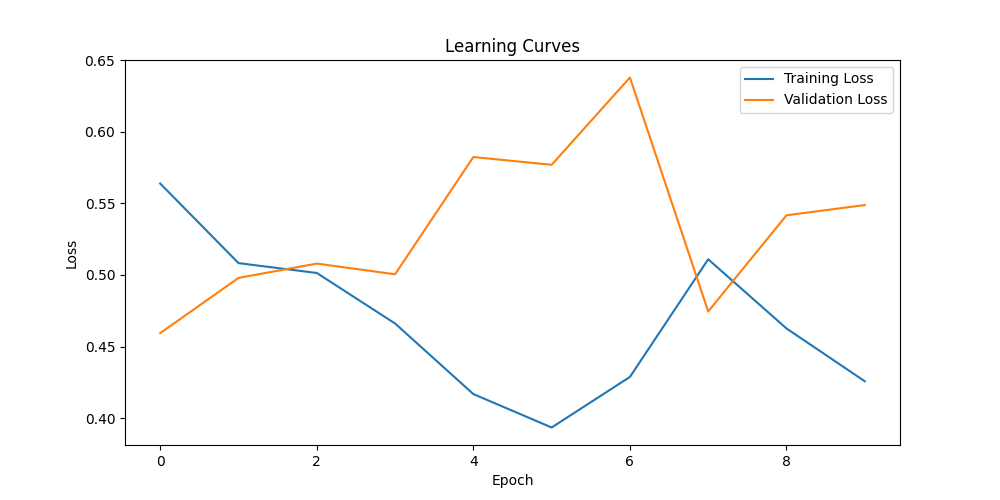 Learning Curves
0.65
0.60
0.55
0.50
0.45
0.40
Loss
Training Loss
Validation Loss
0 2 4 6 8
Epoch